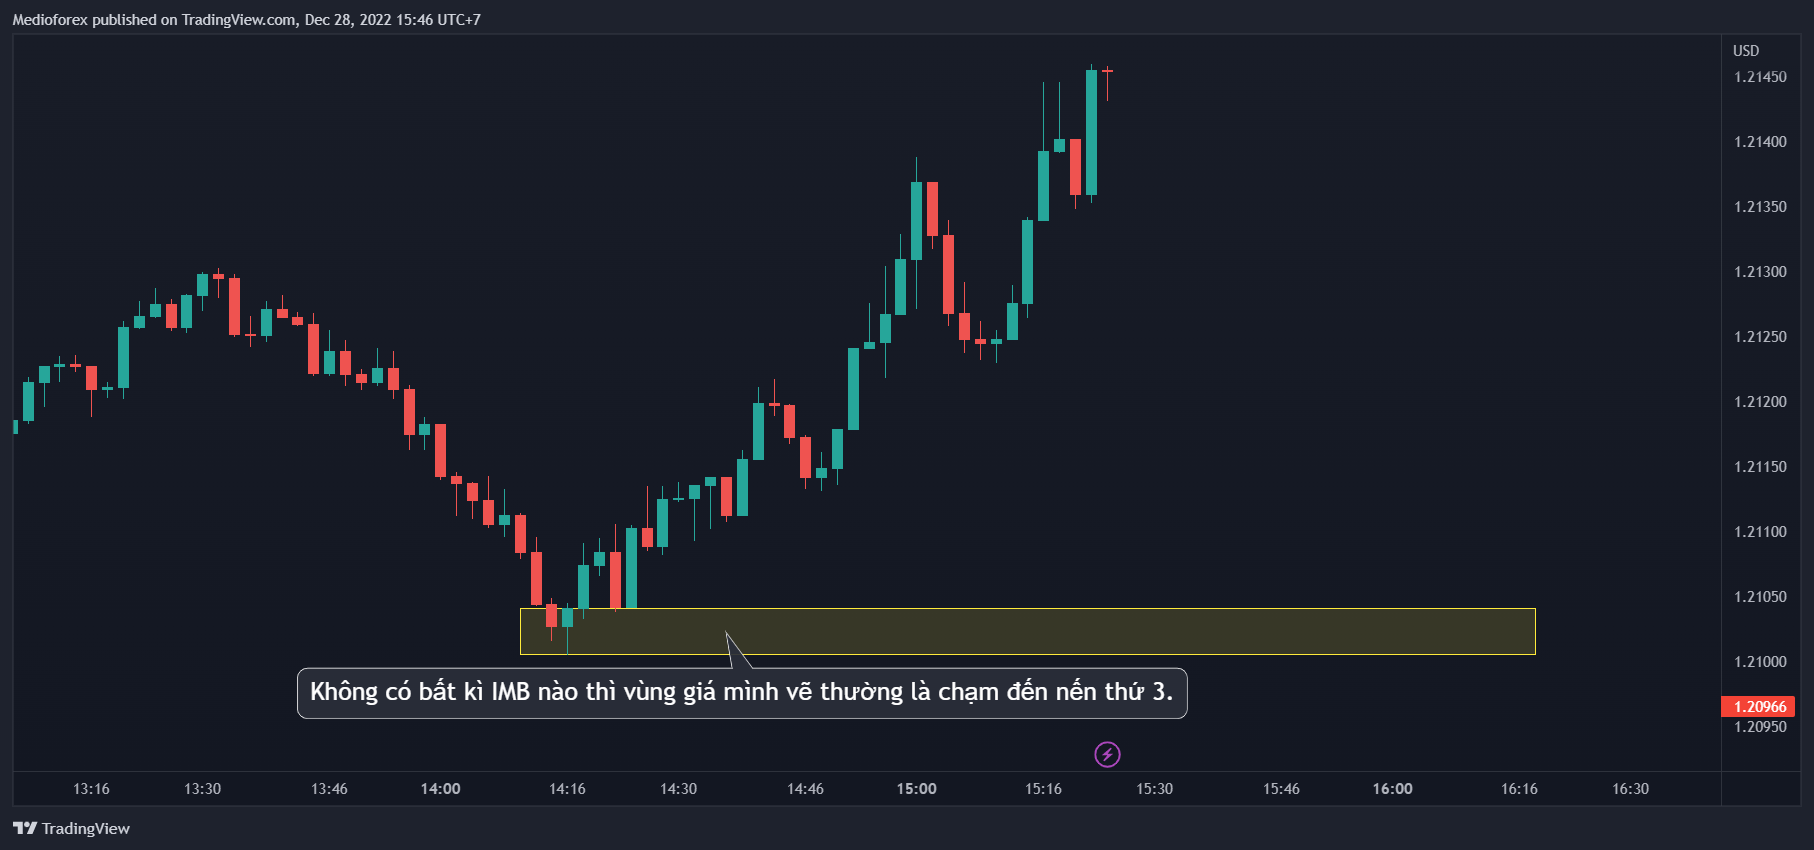 Medioforex published on TradingView.com, Dec 28, 2022 15:46 UTC+7
USD
1.21450
1.21400
1.21350
1.21300
1.21250
1.21200
1.21150
1.21100
1.21050
1.21000
1.20966
1.20950
Không có bất kì IMB nào thì vùng giá mình vẽ thường là chạm đến nến thứ 3.
13:16 13:30 13:46 14:00 14:16 14:30 14:46 15:00 15:16 15:30 15:46 16:00 16:16 16:30
TradingView